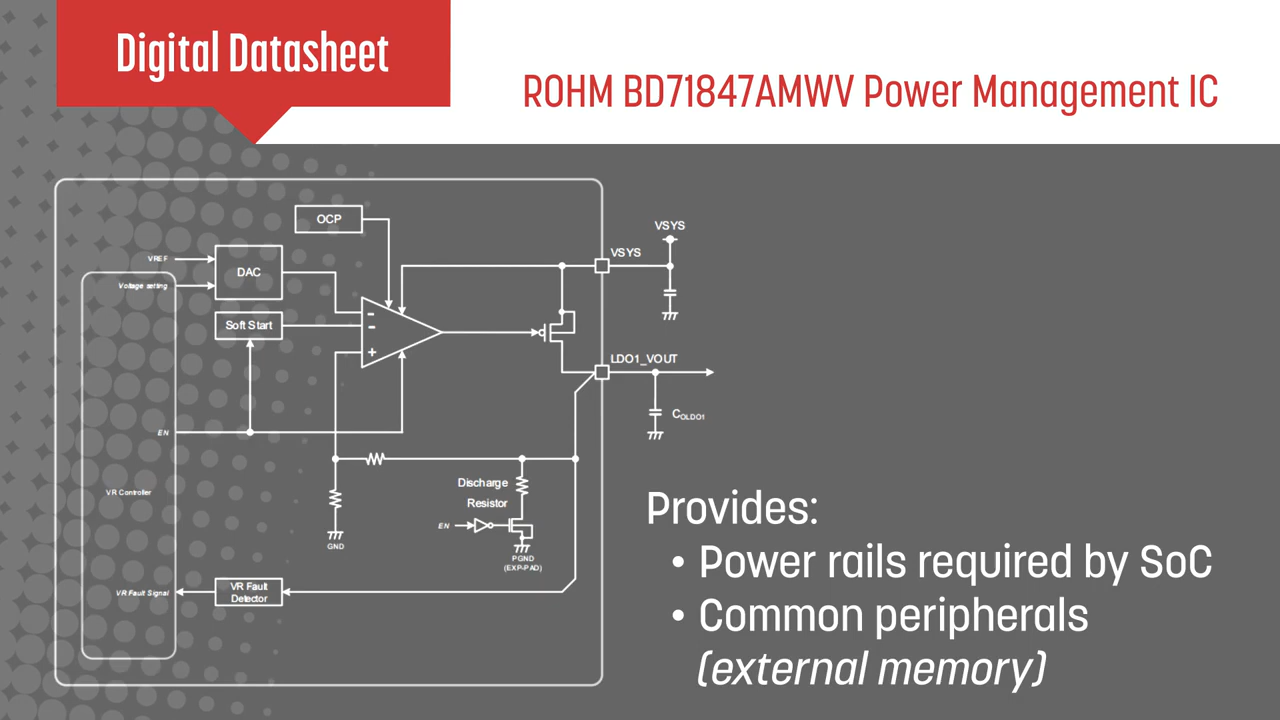 Digital Datasheet
ROHM BD71847AMWV Power Management IC
OCP
VREF
DAC
Voltage setting
Soft Start
VSYS
VSYS
LDO1_VOUT
COLDO1
EN
VR Controller
Discharge
Resistor
EN
GND
PGND
(EXP-PAD)
VR Fault Signal
VR Fault
Detector
Provides:
• Power rails required by SoC
• Common peripherals
(external memory)